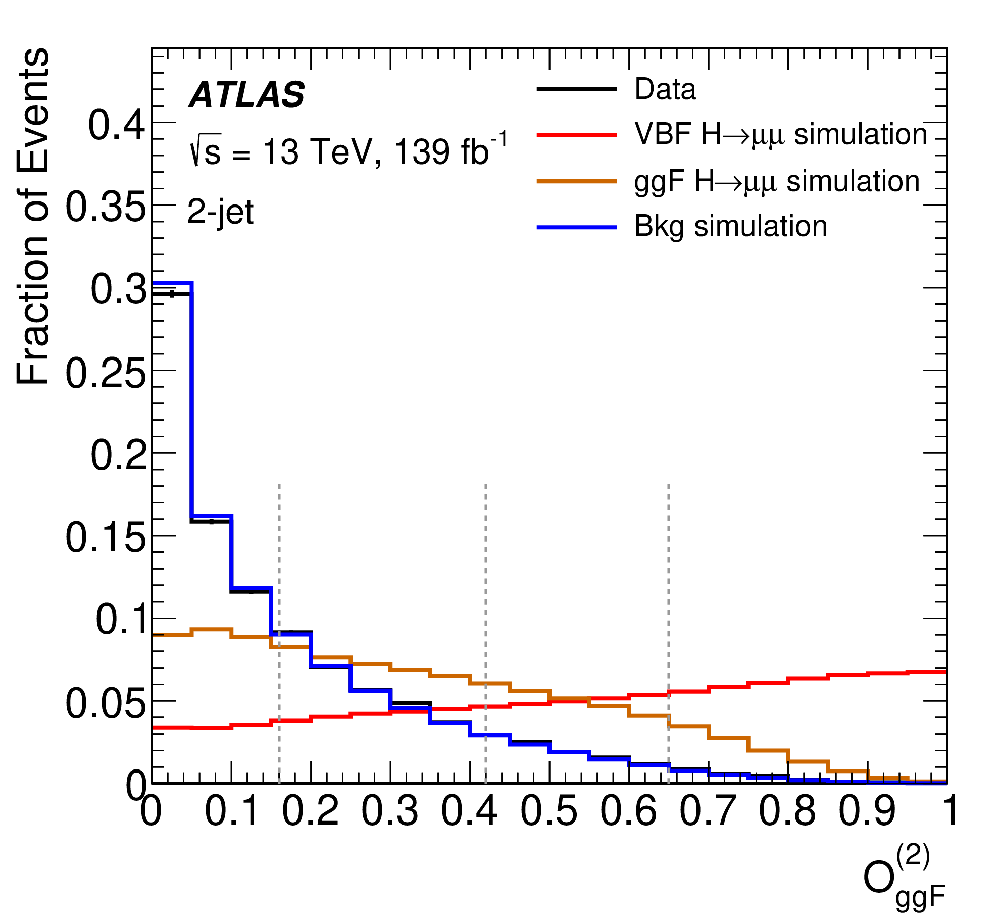 Fraction of Events
ATLAS
√s = 13 TeV, 139 fb⁻¹
2-jet
Data
VBF H→μμ simulation
ggF H→μμ simulation
Bkg simulation
0.4
0.35
0.3
0.25
0.2
0.15
0.1
0.05
0
0 0.1 0.2 0.3 0.4 0.5 0.6 0.7 0.8 0.9 1
O_ggF^(2)